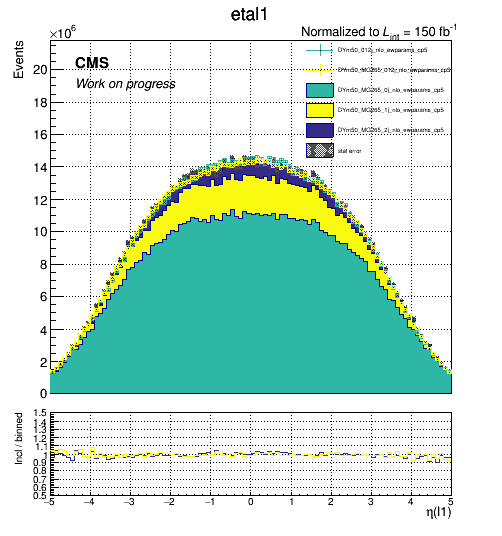 etal1
×10⁶
Normalized to L_int = 150 fb⁻¹
Events
CMS
Work on progress
DYm50_012j_nlo_ewparams_cp5
DYm50_MG265_012j_nlo_ewparams_cp5
DYm50_MG265_0j_nlo_ewparams_cp5
DYm50_MG265_1j_nlo_ewparams_cp5
DYm50_MG265_2j_nlo_ewparams_cp5
stat error
20
18
16
14
12
10
8
6
4
2
0
Incl / binned
1.5
1.4
1.3
1.2
1.1
1
0.9
0.8
0.7
0.6
0.5
−5 −4 −3 −2 −1 0 1 2 3 4 5
η(l1)